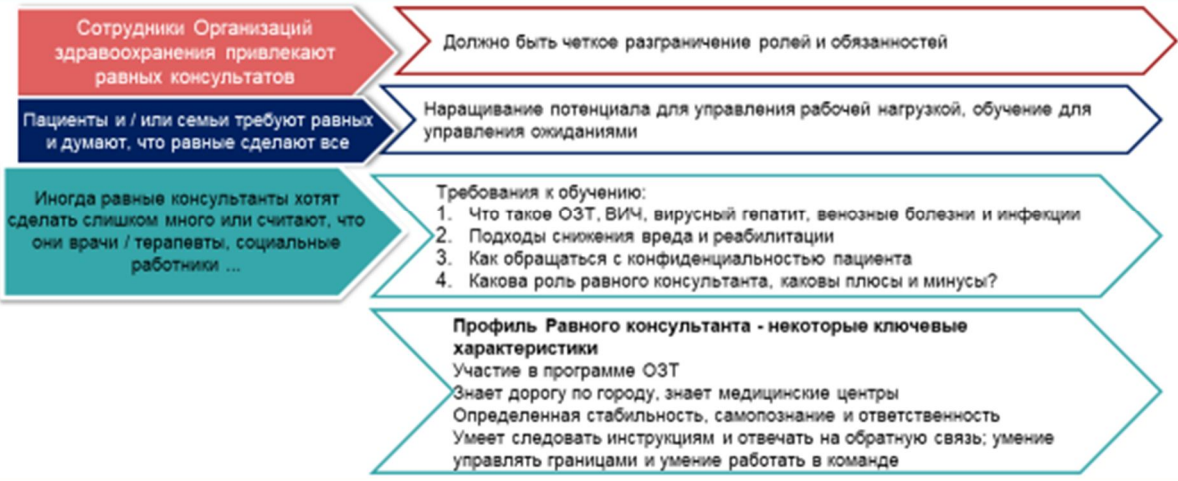 Сотрудники Организаций
здравоохранения привлекают
равных консультатов
Должно быть четкое разграничение ролей и обязанностей
Пациенты и / или семьи требуют равных
и думают, что равные сделают все
Наращивание потенциала для управления рабочей нагрузкой, обучение для
управления ожиданиями
Иногда равные консультанты хотят
сделать слишком много или считают, что
они врачи / терапевты, социальные
работники ...
Требования к обучению:
1. Что такое ОЗТ, ВИЧ, вирусный гепатит, венозные болезни и инфекции
2. Подходы снижения вреда и реабилитации
3. Как обращаться с конфиденциальностью пациента
4. Какова роль равного консультанта, каковы плюсы и минусы?
Профиль Равного консультанта - некоторые ключевые
характеристики
Участие в программе ОЗТ
Знает дорогу по городу, знает медицинские центры
Определенная стабильность, самопознание и ответственность
Умеет следовать инструкциям и отвечать на обратную связь; умение
управлять границами и умение работать в команде